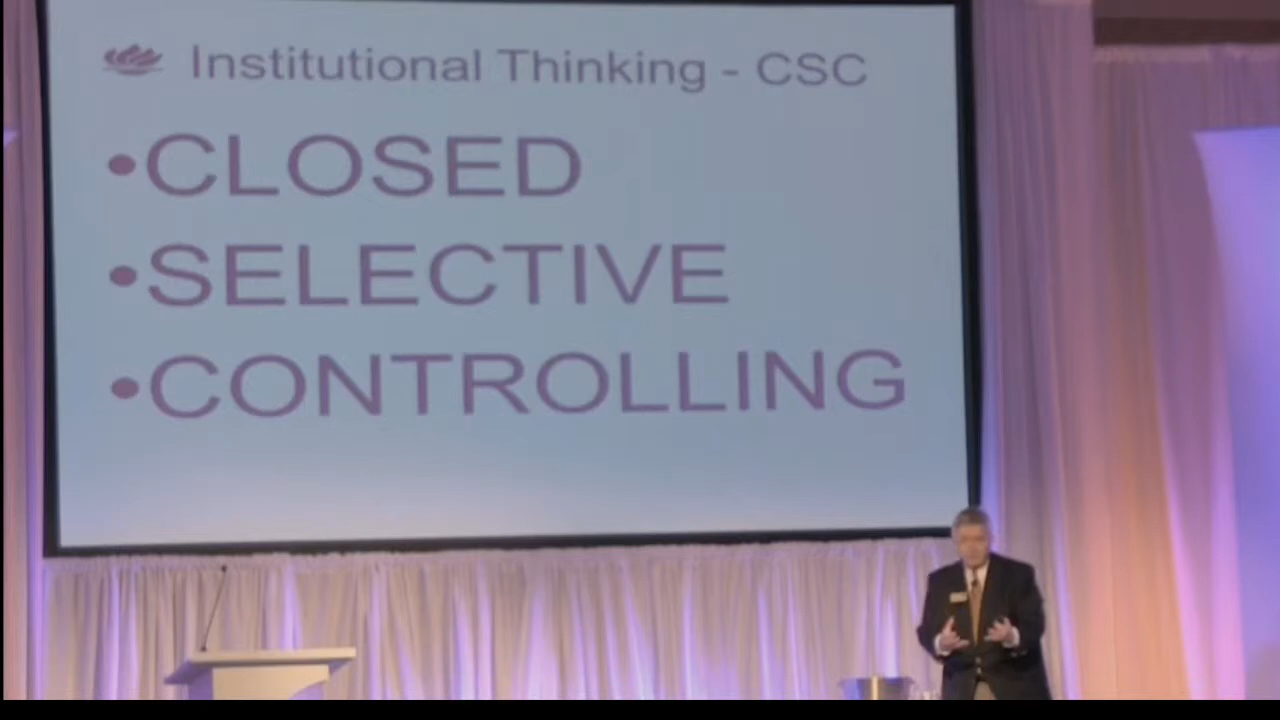 Institutional Thinking - CSC
•CLOSED
•SELECTIVE
•CONTROLLING